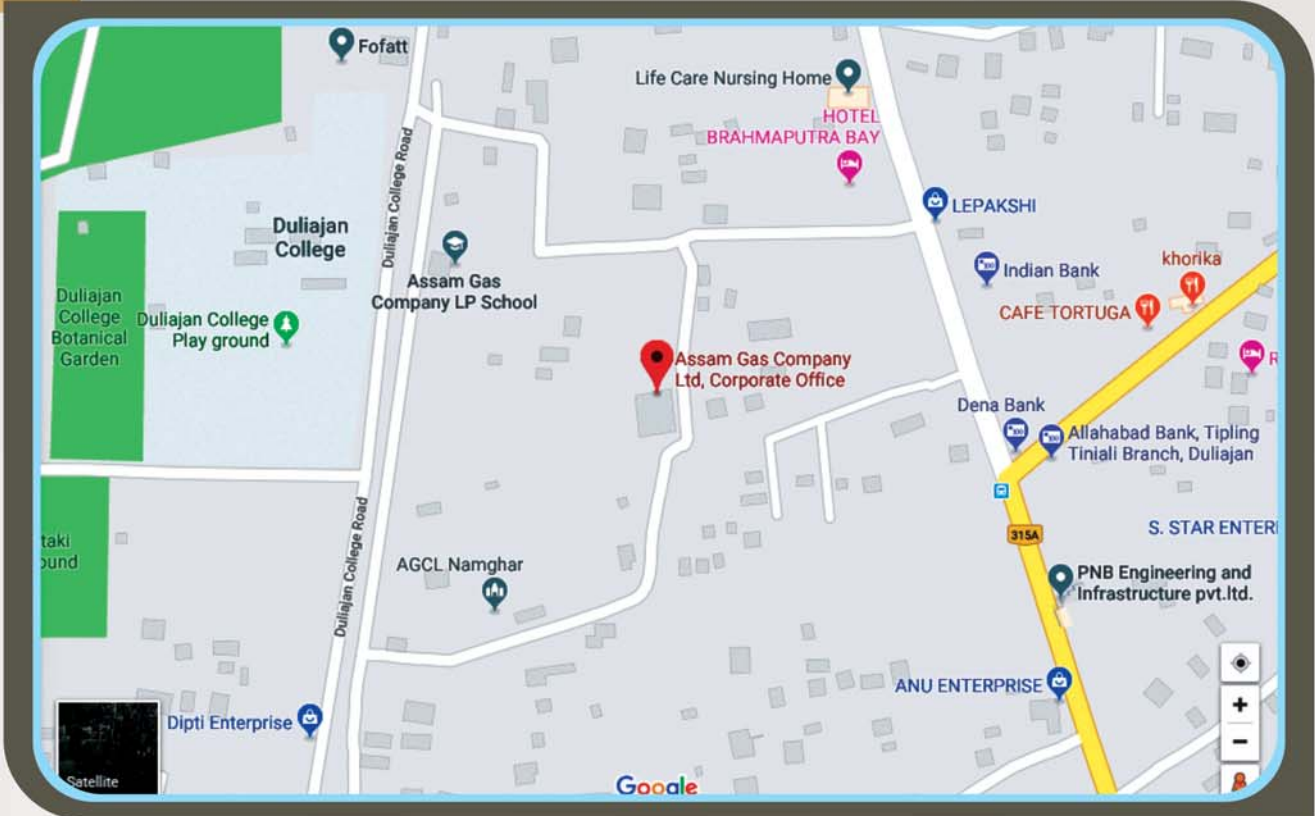 Fofatt
Life Care Nursing Home
HOTEL
BRAHMAPUTRA BAY
Duliajan College Road
LEPAKSHI
Duliajan
College
Assam Gas
Company LP School
Indian Bank
khorika
CAFE TORTUGA
Duliajan
College
Botanical
Garden
Duliajan College
Play ground
Assam Gas Company
Ltd, Corporate Office
R
Dena Bank
Allahabad Bank, Tipling
Tiniali Branch, Duliajan
315A
S. STAR ENTERI
taki
ound
Duliajan College Road
AGCL Namghar
PNB Engineering and
Infrastructure pvt.ltd.
ANU ENTERPRISE
Dipti Enterprise
Satellite
Google
+
−